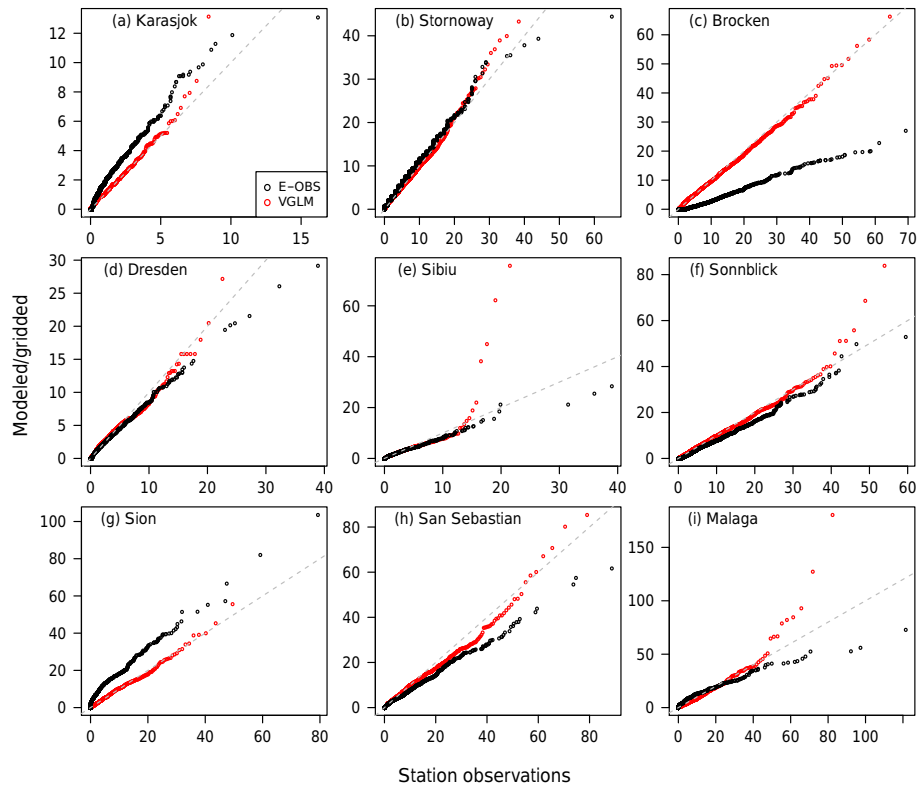 (a) Karasjok
(b) Stornoway
(c) Brocken
12
10
8
6
4
2
0
E−OBS
VGLM
0 5 10 15
40
30
20
10
0
0 10 20 30 40 50 60
60
50
40
30
20
10
0
0 10 20 30 40 50 60 70
(d) Dresden
(e) Sibiu
(f) Sonnblick
30
25
20
15
10
5
0
0 10 20 30 40
60
40
20
0
0 10 20 30 40
80
60
40
20
0
0 10 20 30 40 50 60
(g) Sion
(h) San Sebastian
(i) Malaga
100
80
60
40
20
0
0 20 40 60 80
80
60
40
20
0
0 20 40 60 80
150
100
50
0
0 20 40 60 80 100
Modeled/gridded
Station observations